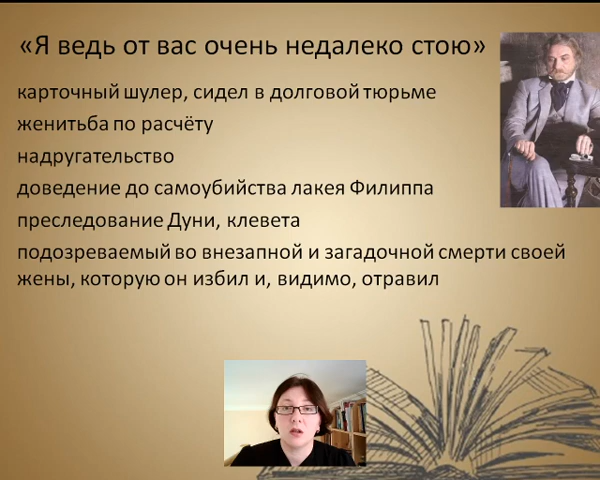 «Я ведь от вас очень недалеко стою»
карточный шулер, сидел в долговой тюрьме
женитьба по расчёту
надругательство
доведение до самоубийства лакея Филиппа
преследование Дуни, клевета
подозреваемый во внезапной и загадочной смерти своей
жены, которую он избил и, видимо, отравил